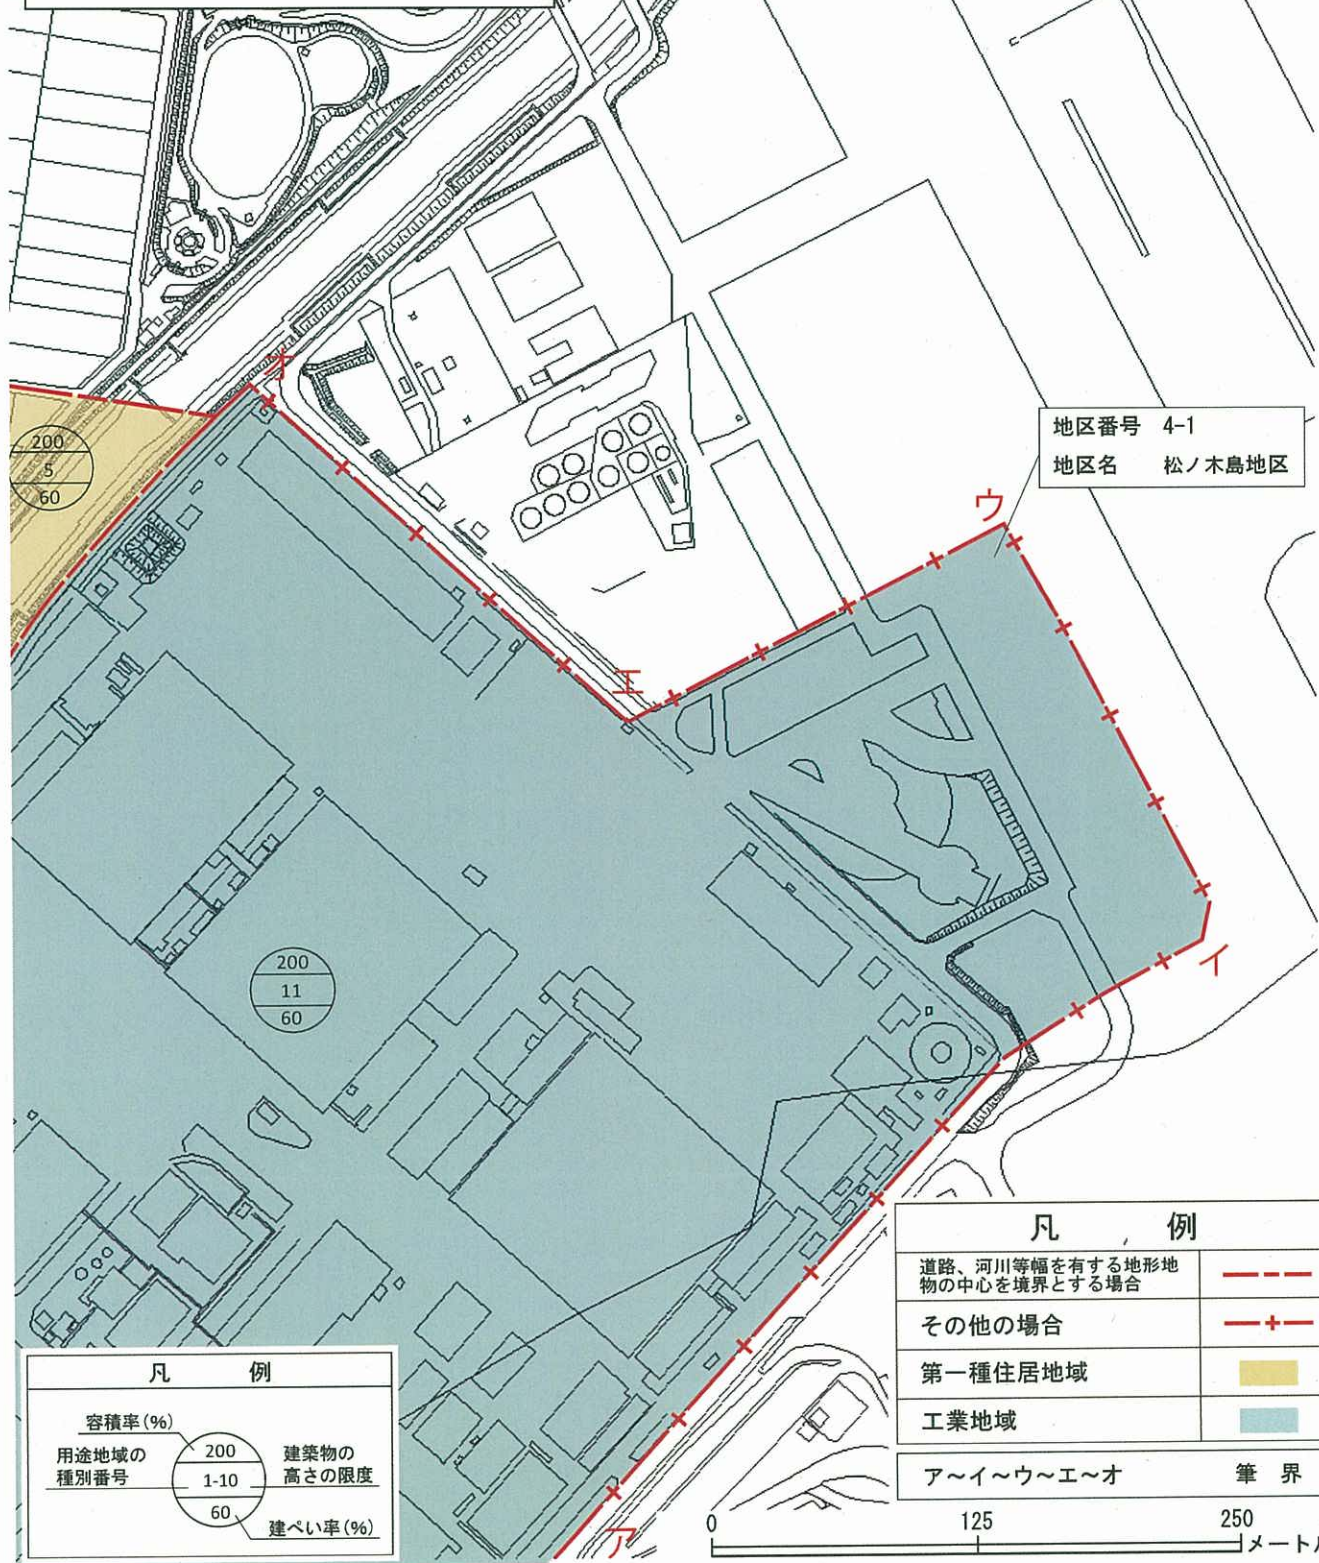 オ
地区番号 4-1
地区名 松ノ木島地区
200
5
60
ウ
エ
イ
200
11
60
凡 例
道路、河川等幅を有する地形地
物の中心を境界とする場合
その他の場合
第一種住居地域
工業地域
ア～イ～ウ～エ～オ 筆 界
凡 例
容積率(%)
用途地域の
種別番号
200
1-10
60
建築物の
高さの限度
建ぺい率(%)
ア
0 125 250
メートル